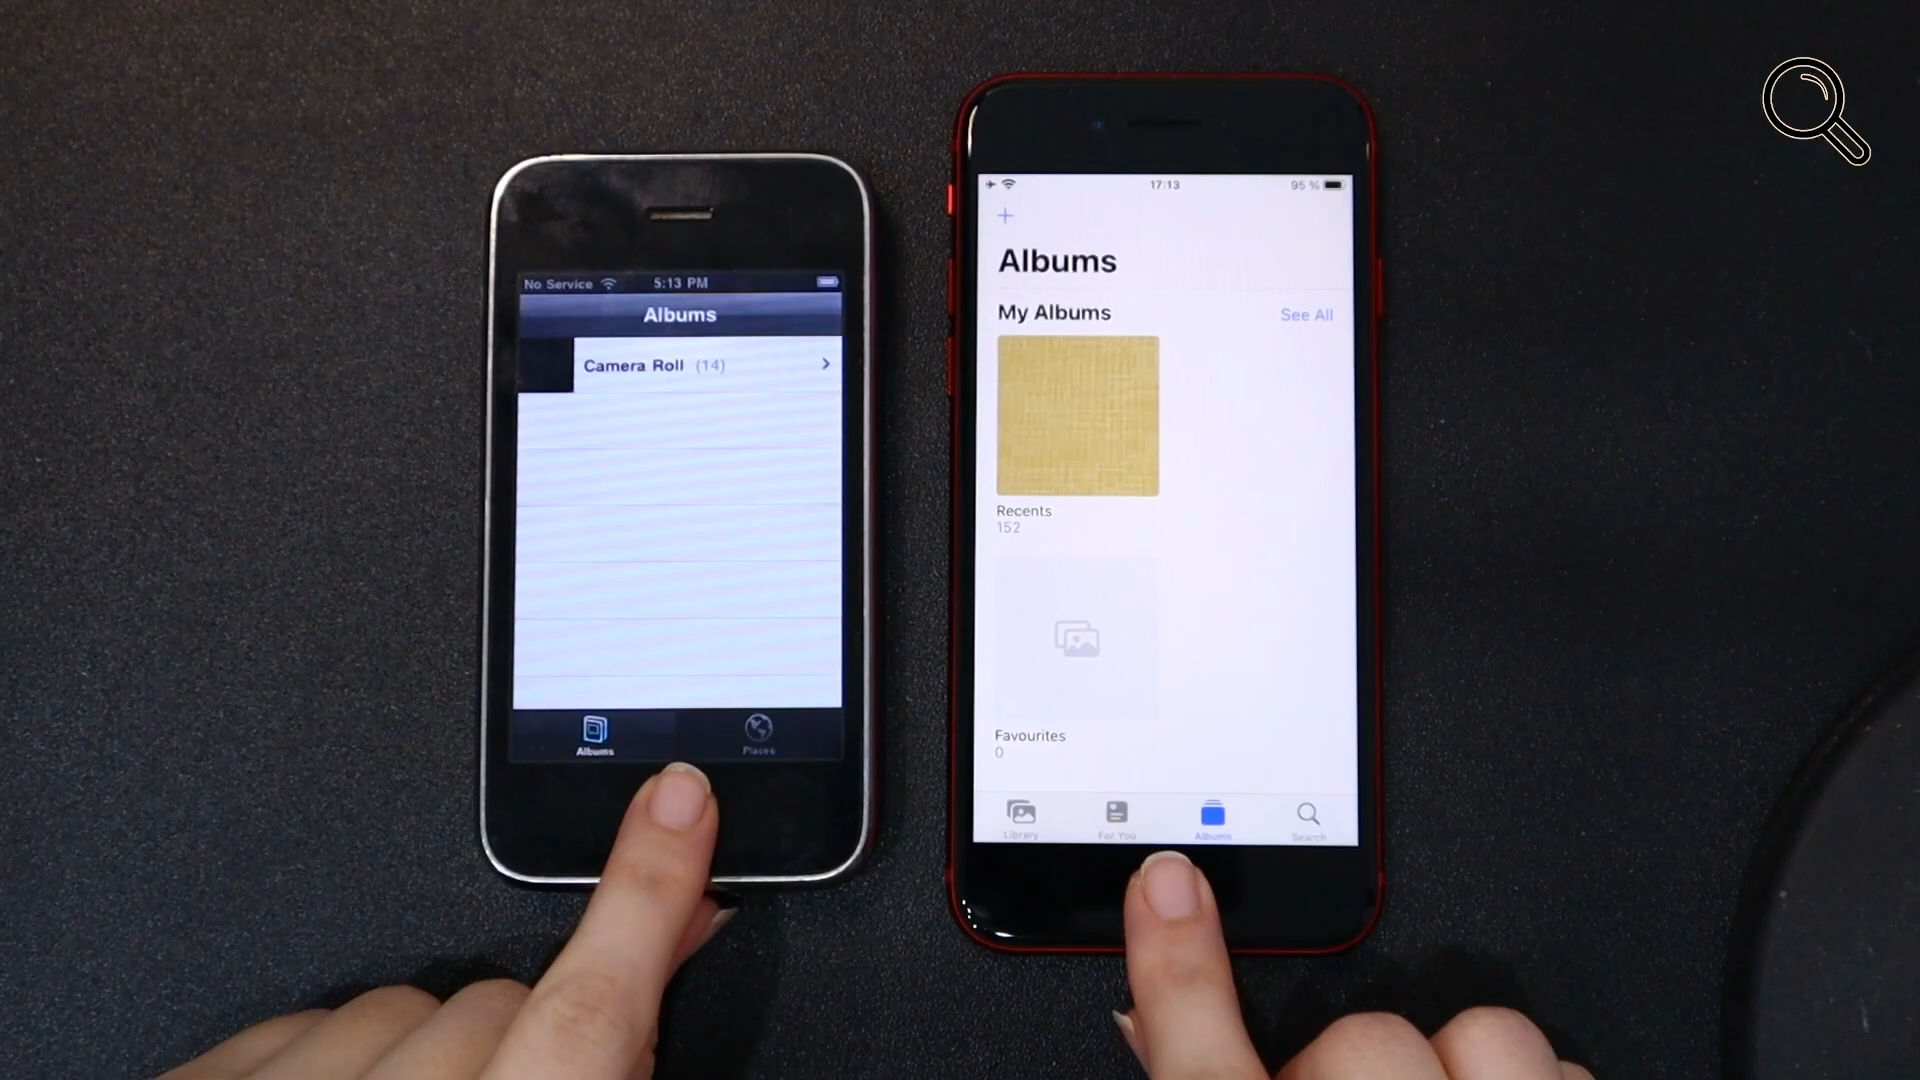 No Service 5:13 PM
Albums
Camera Roll (14)
Albums Places
17:13 95 %
Albums
My Albums See All
Recents
152
Favourites
0
Library For You Albums Search